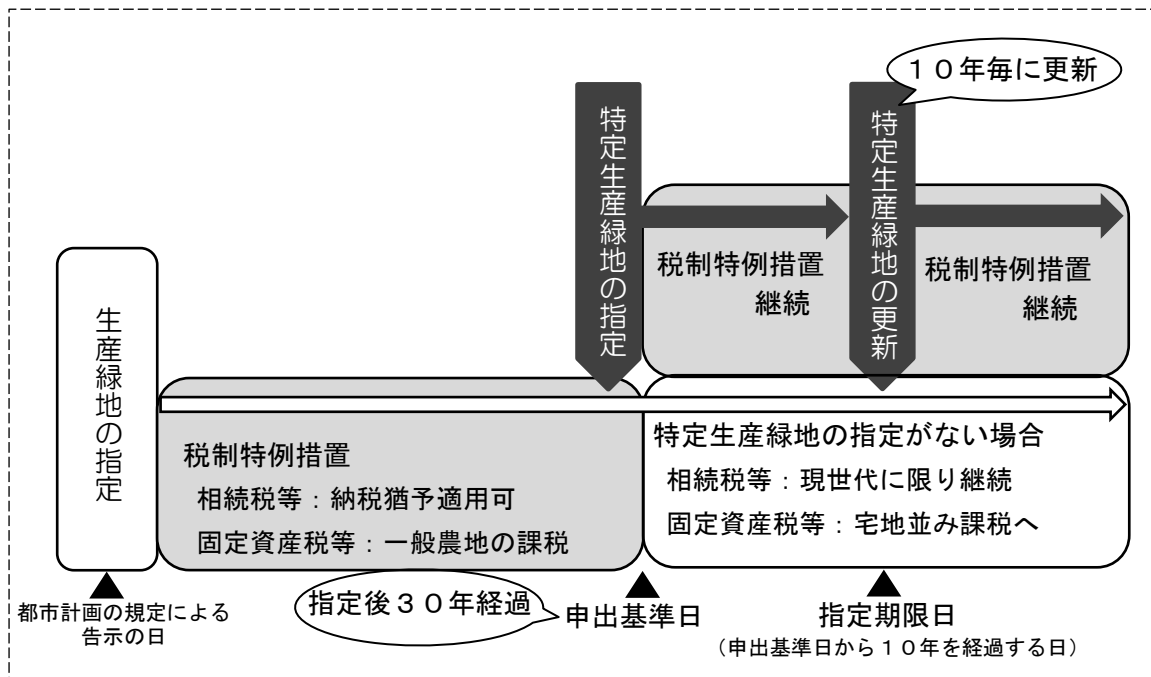 １０年毎に更新
特定生産緑地の指定
特定生産緑地の更新
税制特例措置
継続
税制特例措置
継続
生産緑地の指定
税制特例措置
相続税等：納税猶予適用可
固定資産税等：一般農地の課税
特定生産緑地の指定がない場合
相続税等：現世代に限り継続
固定資産税等：宅地並み課税へ
指定後３０年経過
都市計画の規定による
告示の日
申出基準日
指定期限日
（申出基準日から１０年を経過する日）